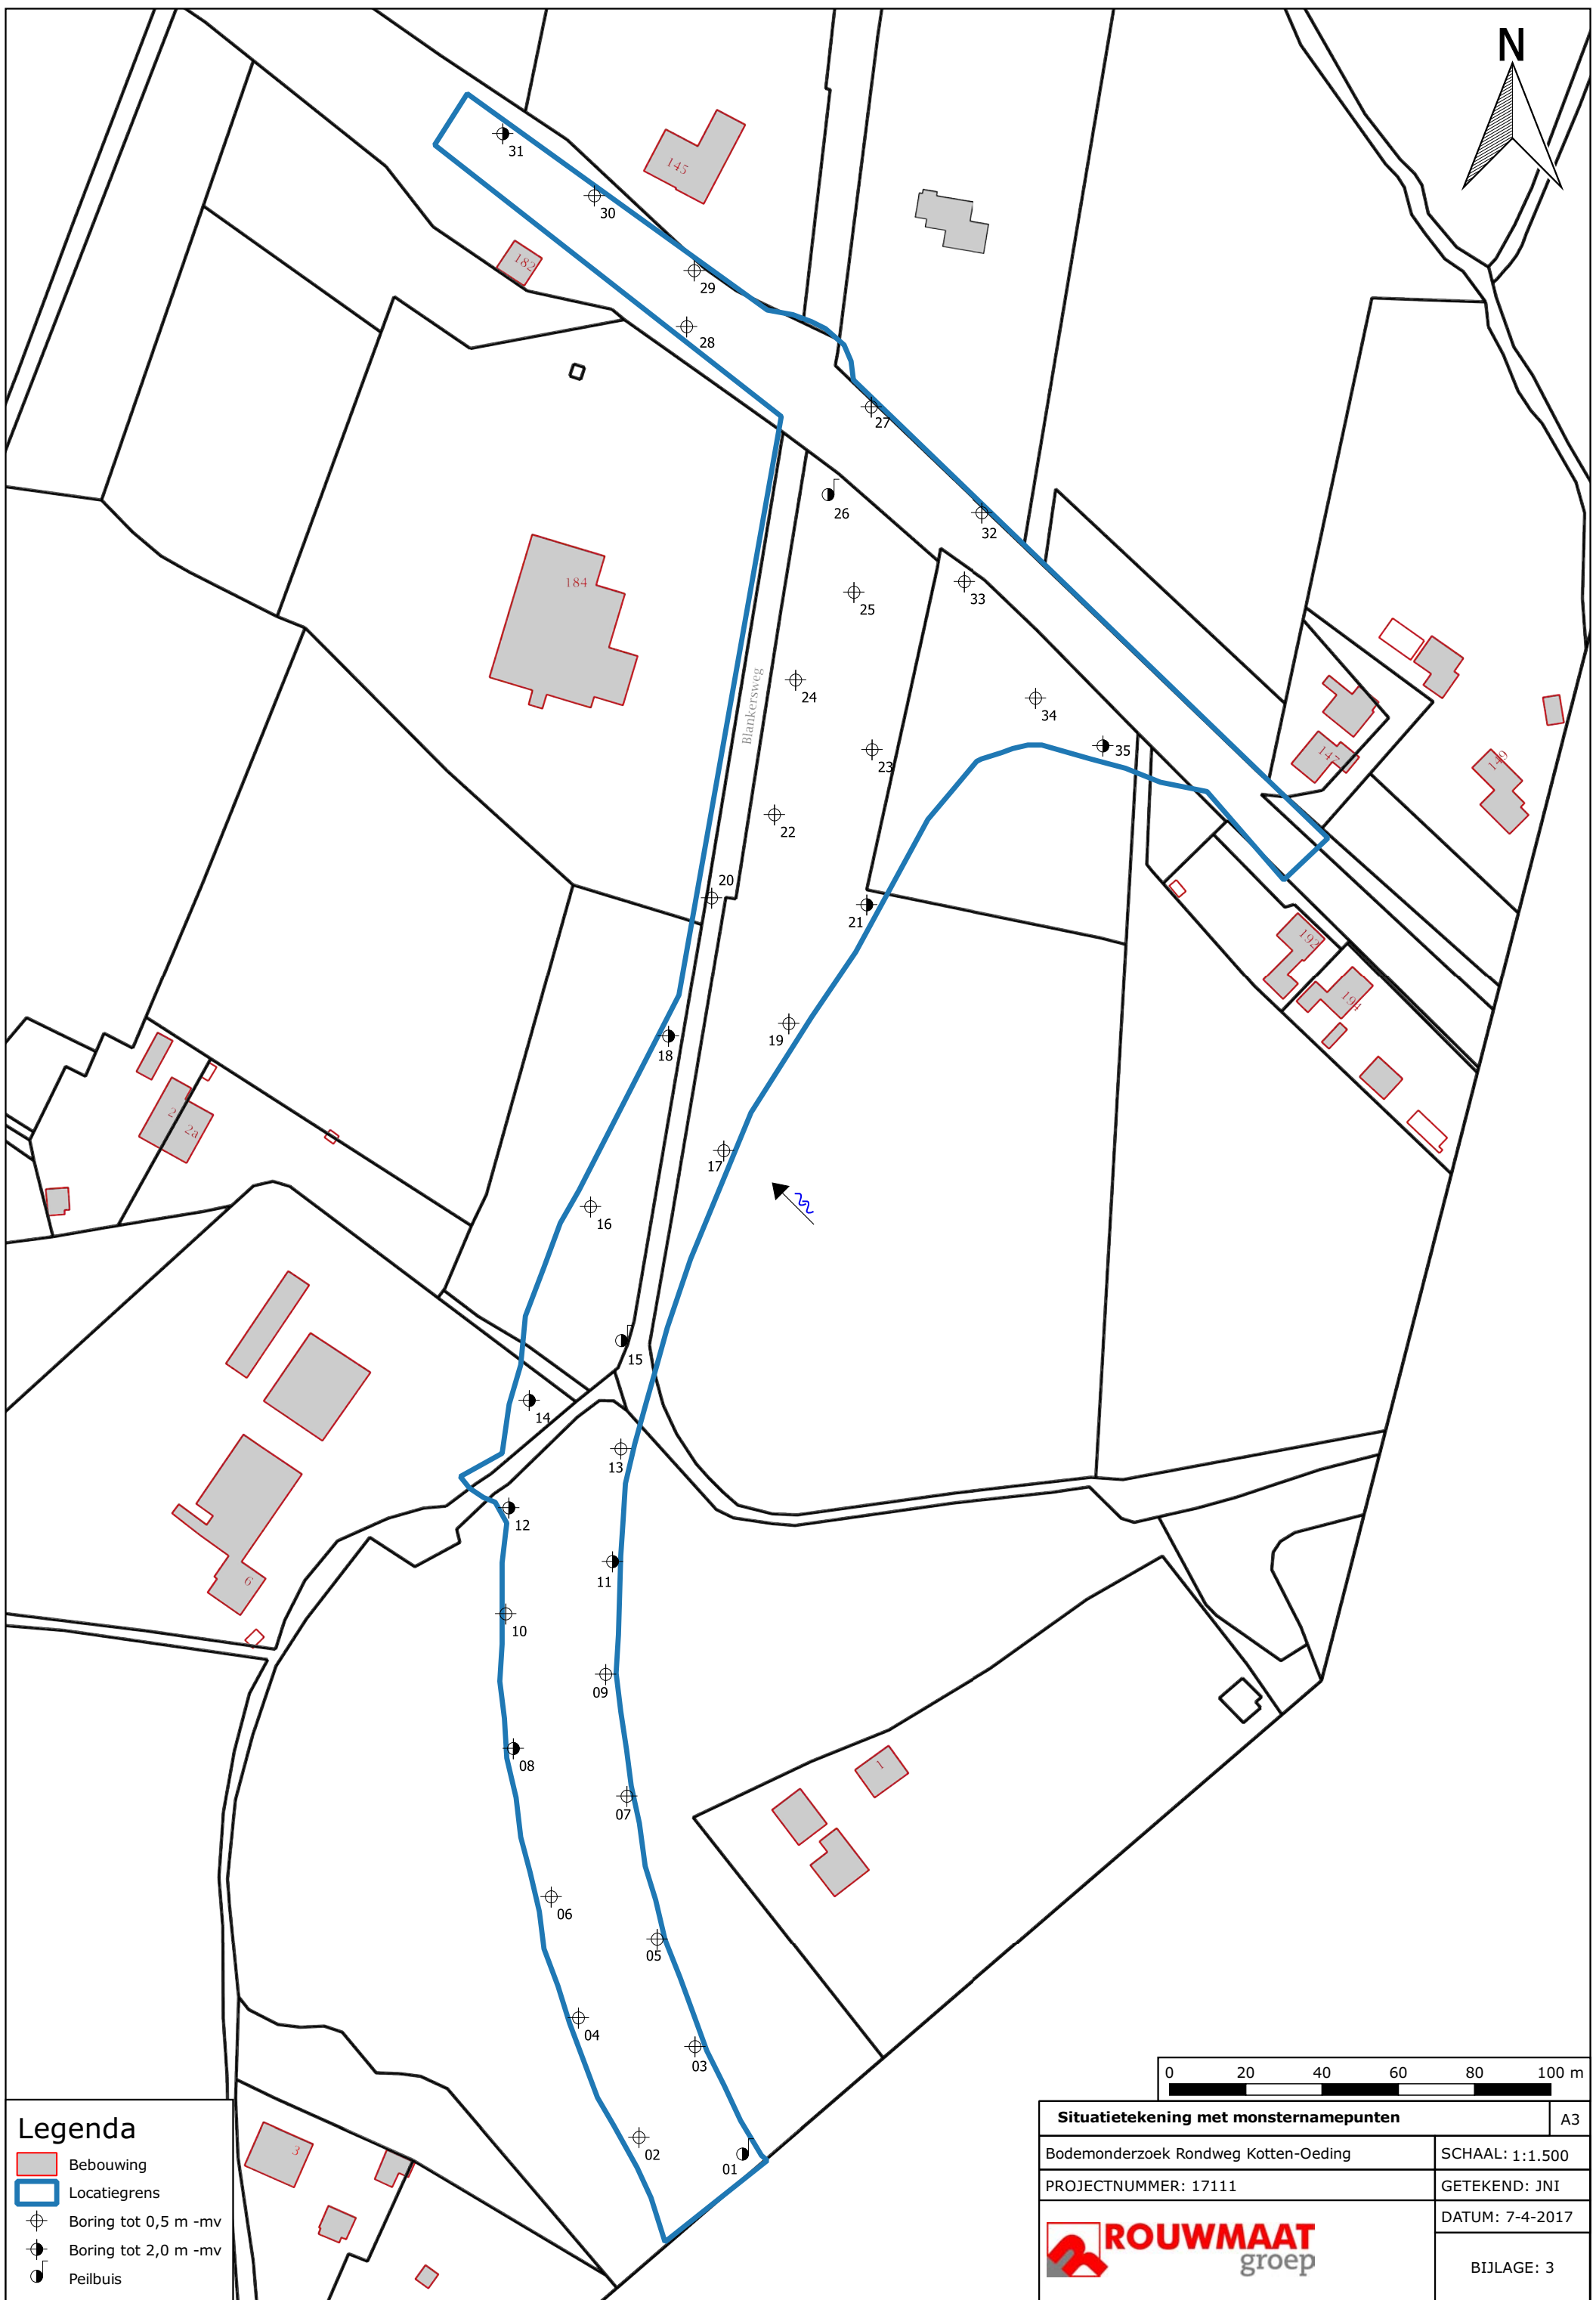 N
31
145
30
182
29
28
27
26
32
184
25
33
24
34
Blankersweg
35
23
147
149
22
20
21
192
18
19
194
2
2a
17
16
15
14
13
12
11
6
10
09
08
1
07
06
05
04
03
02
01
3
0 20 40 60 80 100 m
Legenda
Bebouwing
Locatiegrens
Boring tot 0,5 m -mv
Boring tot 2,0 m -mv
Peilbuis
Situatietekening met monsternamepunten
A3
Bodemonderzoek Rondweg Kotten-Oeding
SCHAAL: 1:1.500
PROJECTNUMMER: 17111
GETEKEND: JNI
DATUM: 7-4-2017
ROUWMAAT
groep
BIJLAGE: 3